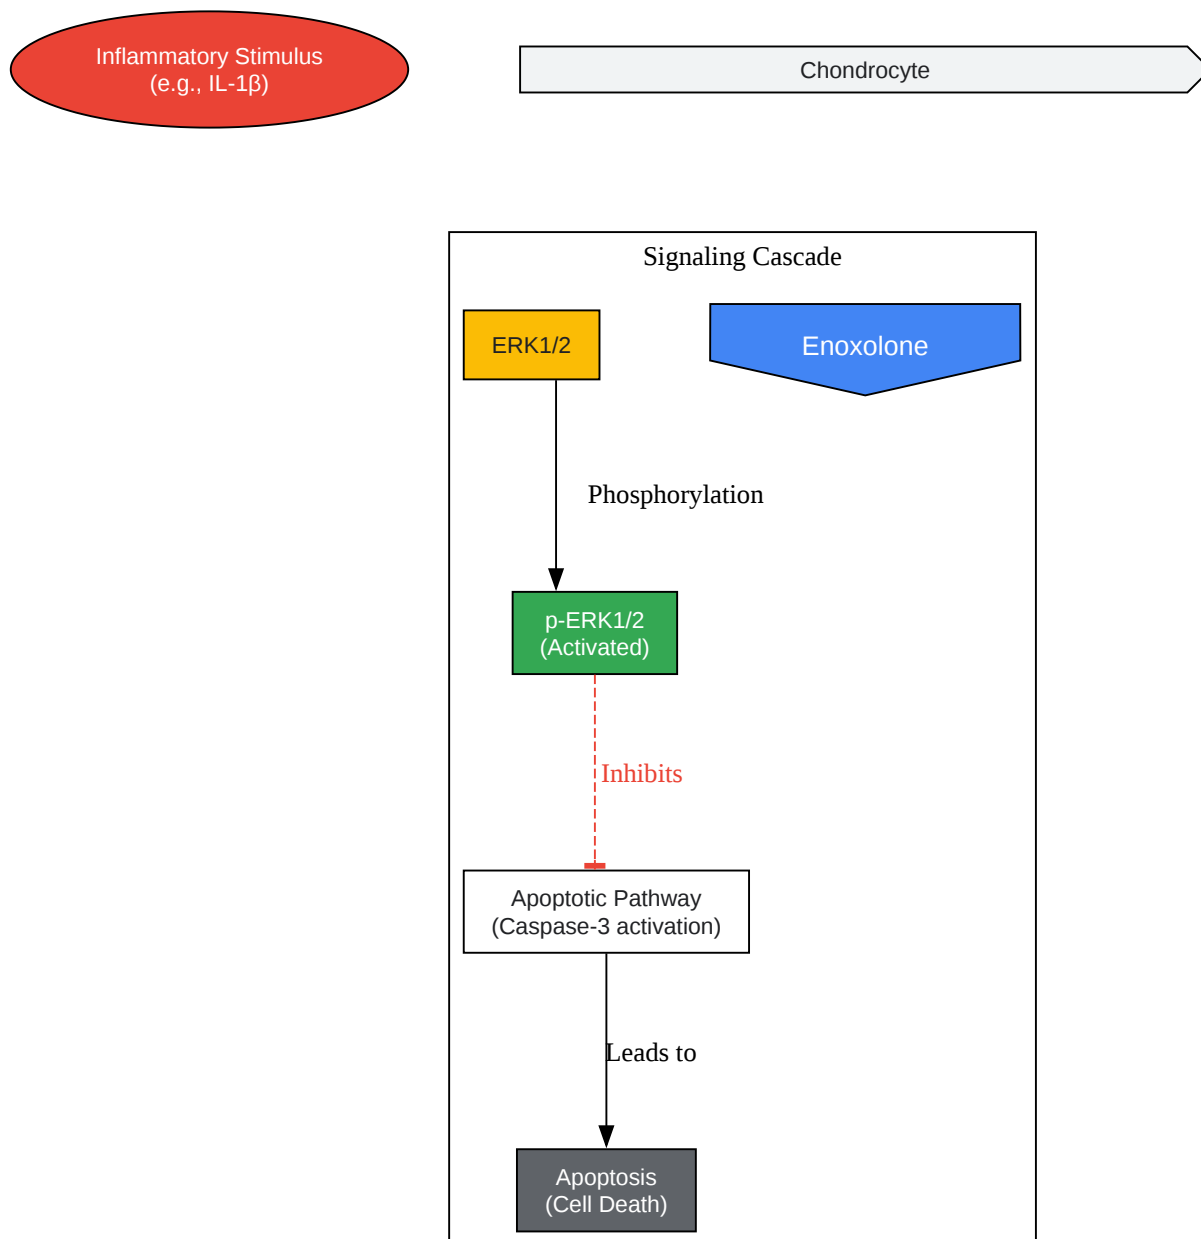 Inflammatory Stimulus
(e.g., IL-1β)
Chondrocyte
Signaling Cascade
ERK1/2
Enoxolone
Phosphorylation
p-ERK1/2
(Activated)
Inhibits
Apoptotic Pathway
(Caspase-3 activation)
Leads to
Apoptosis
(Cell Death)